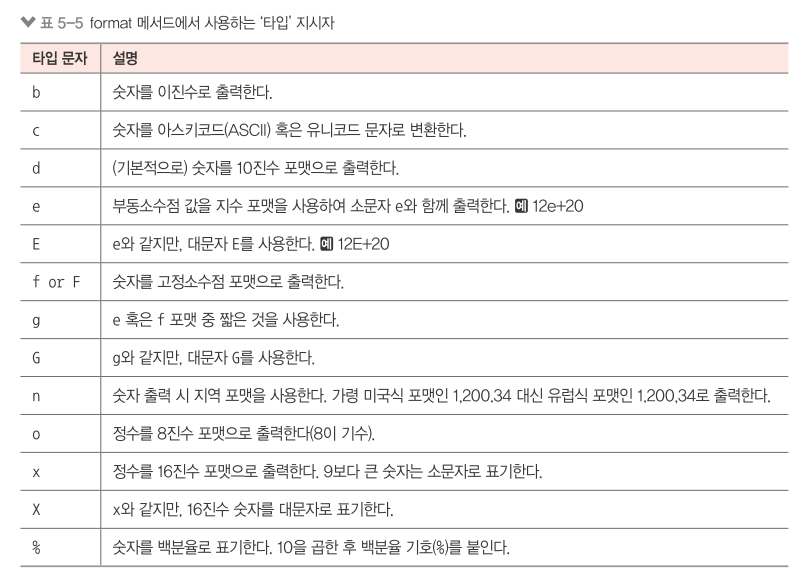 표 5-5 format 메서드에서 사용하는 '타입' 지시자
타입 문자 설명
b 숫자를 이진수로 출력한다.
c 숫자를 아스키코드(ASCII) 혹은 유니코드 문자로 변환한다.
d (기본적으로) 숫자를 10진수 포맷으로 출력한다.
e 부동소수점 값을 지수 포맷을 사용하여 소문자 e와 함께 출력한다. 예 12e+20
E e와 같지만, 대문자 E를 사용한다. 예 12E+20
f or F 숫자를 고정소수점 포맷으로 출력한다.
g e 혹은 f 포맷 중 짧은 것을 사용한다.
G g와 같지만, 대문자 G를 사용한다.
n 숫자 출력 시 지역 포맷을 사용한다. 가령 미국식 포맷인 1,200.34 대신 유럽식 포맷인 1.200,34로 출력한다.
o 정수를 8진수 포맷으로 출력한다(8이 기수).
x 정수를 16진수 포맷으로 출력한다. 9보다 큰 숫자는 소문자로 표기한다.
X x와 같지만, 16진수 숫자를 대문자로 표기한다.
% 숫자를 백분율로 표기한다. 10을 곱한 후 백분율 기호(%)를 붙인다.